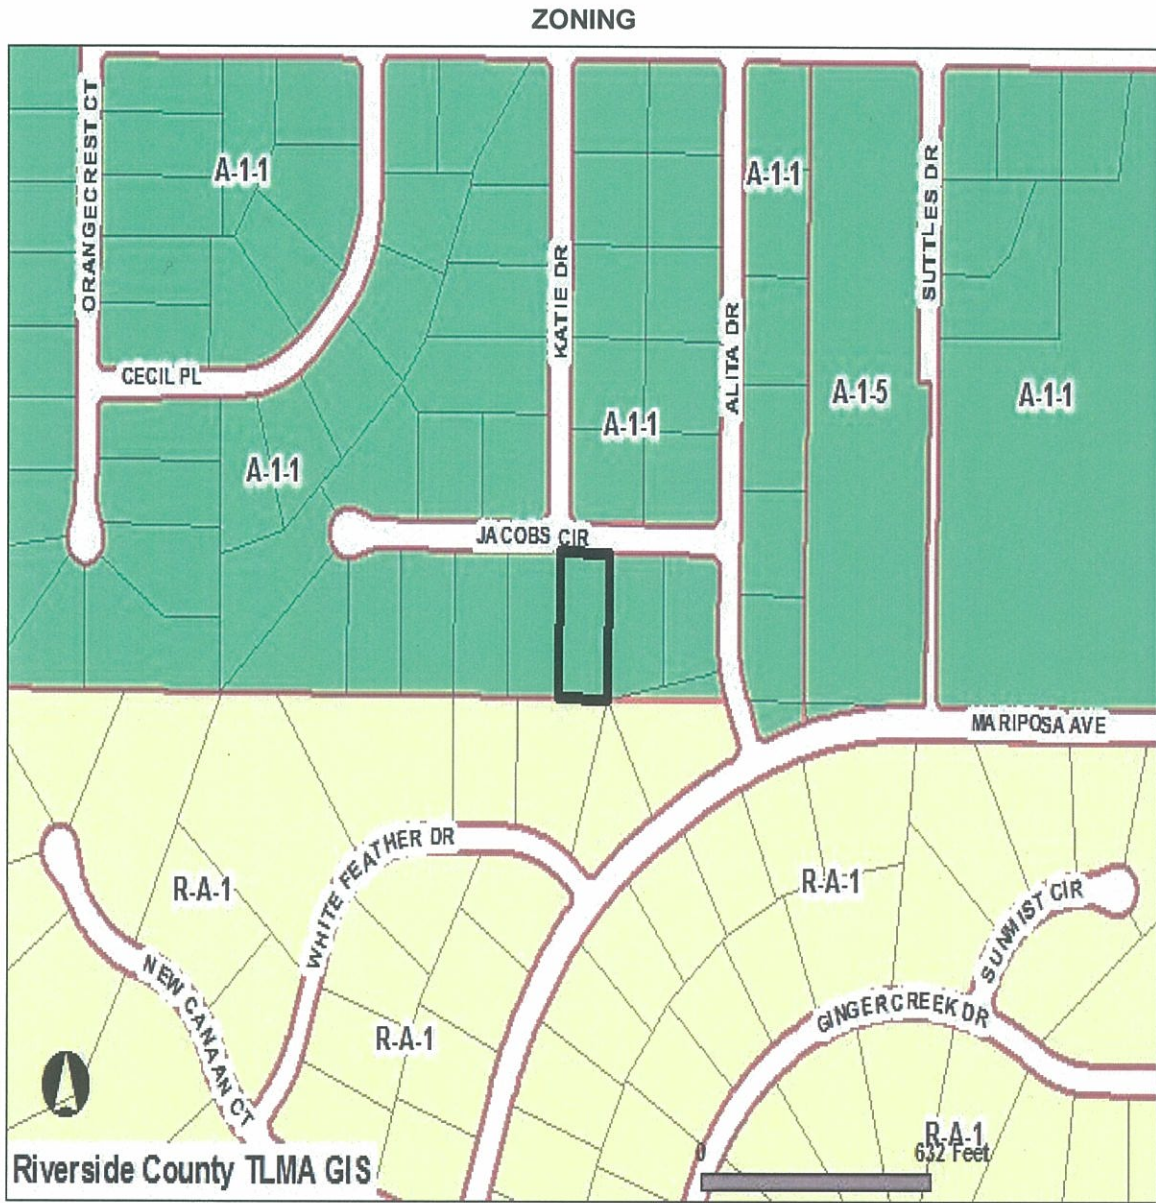 ZONING
ORANGECREST CT
A-1-1
A-1-1
SUTTLES DR
KATIE DR
ALITA DR
CECIL PL
A-1-5
A-1-1
A-1-1
A-1-1
JACOBS CIR
MARIPOSA AVE
WHITE FEATHER DR
R-A-1
R-A-1
SUNMIST CIR
NEW CANAAN CT
GINGERCREEK DR
R-A-1
R-A-1
0
632 Feet
Riverside County TLMA GIS